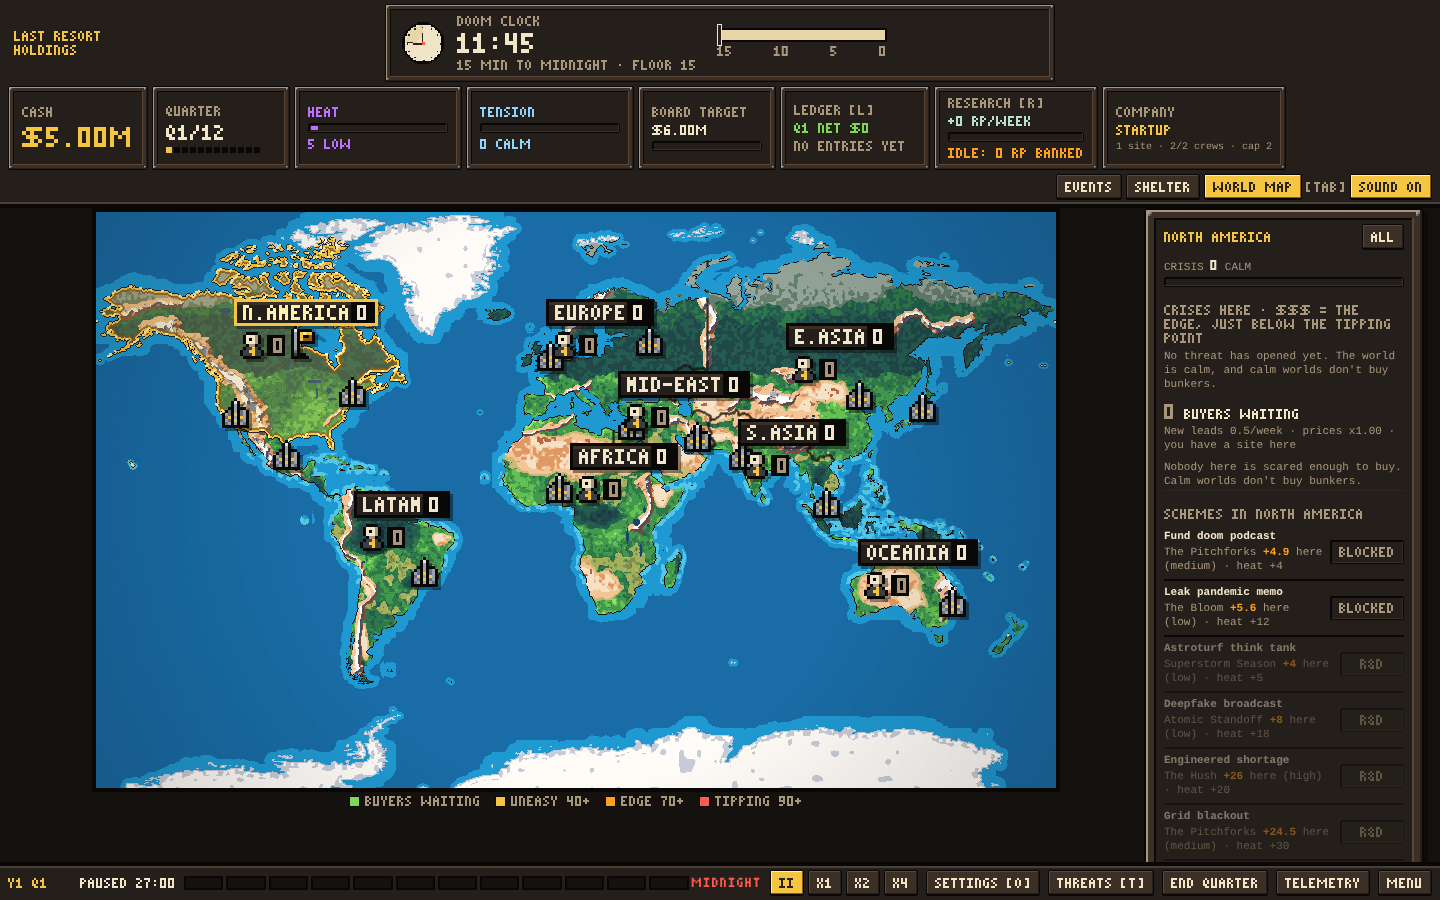 LAST RESORT
HOLDINGS
DOOM CLOCK
11:45
15 MIN TO MIDNIGHT · FLOOR 15
15 10 5 0
CASH
$5.00M
QUARTER
Q1/12
HEAT
5 LOW
TENSION
0 CALM
BOARD TARGET
$6.00M
LEDGER [L]
Q1 NET $0
NO ENTRIES YET
RESEARCH [R]
+0 RP/WEEK
IDLE: 0 RP BANKED
COMPANY
STARTUP
1 site · 2/2 crews · cap 2
EVENTS
SHELTER
WORLD MAP
[TAB]
SOUND ON
N.AMERICA 0
0
EUROPE 0
0
E.ASIA 0
0
MID-EAST 0
0
S.ASIA 0
0
AFRICA 0
0
LATAM 0
0
OCEANIA 0
0
BUYERS WAITING
UNEASY 40+
EDGE 70+
TIPPING 90+
NORTH AMERICA
ALL
CRISIS 0 CALM
CRISES HERE · $$$ = THE
EDGE, JUST BELOW THE TIPPING
POINT
No threat has opened yet. The world
is calm, and calm worlds don't buy
bunkers.
0 BUYERS WAITING
New leads 0.5/week · prices x1.00 ·
you have a site here
Nobody here is scared enough to buy.
Calm worlds don't buy bunkers.
SCHEMES IN NORTH AMERICA
Fund doom podcast
The Pitchforks +4.9 here
(medium) · heat +4
BLOCKED
Leak pandemic memo
The Bloom +5.6 here
(low) · heat +12
BLOCKED
Astroturf think tank
Superstorm Season +4 here
(low) · heat +5
R&D
Deepfake broadcast
Atomic Standoff +8 here
(low) · heat +18
R&D
Engineered shortage
The Hush +26 here (high)
· heat +20
R&D
Grid blackout
The Pitchforks +24.5 here
(medium) · heat +30
R&D
Y1 Q1
PAUSED 27:00
MIDNIGHT
II
X1
X2
X4
SETTINGS [O]
THREATS [T]
END QUARTER
TELEMETRY
MENU